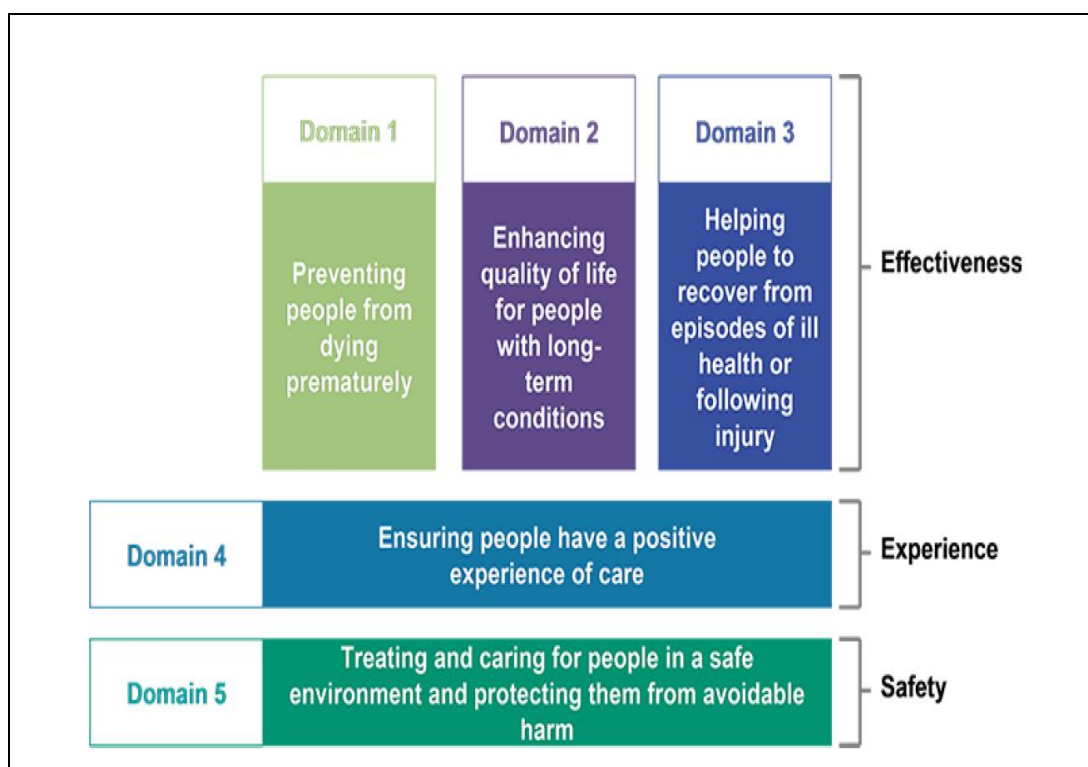 Domain 1
Preventing
people from
dying
prematurely
Domain 2
Enhancing
quality of life
for people
with long-
term
conditions
Domain 3
Helping
people to
recover from
episodes of ill
health or
following
injury
Effectiveness
Domain 4
Ensuring people have a positive
experience of care
Experience
Domain 5
Treating and caring for people in a safe
environment and protecting them from avoidable
harm
Safety